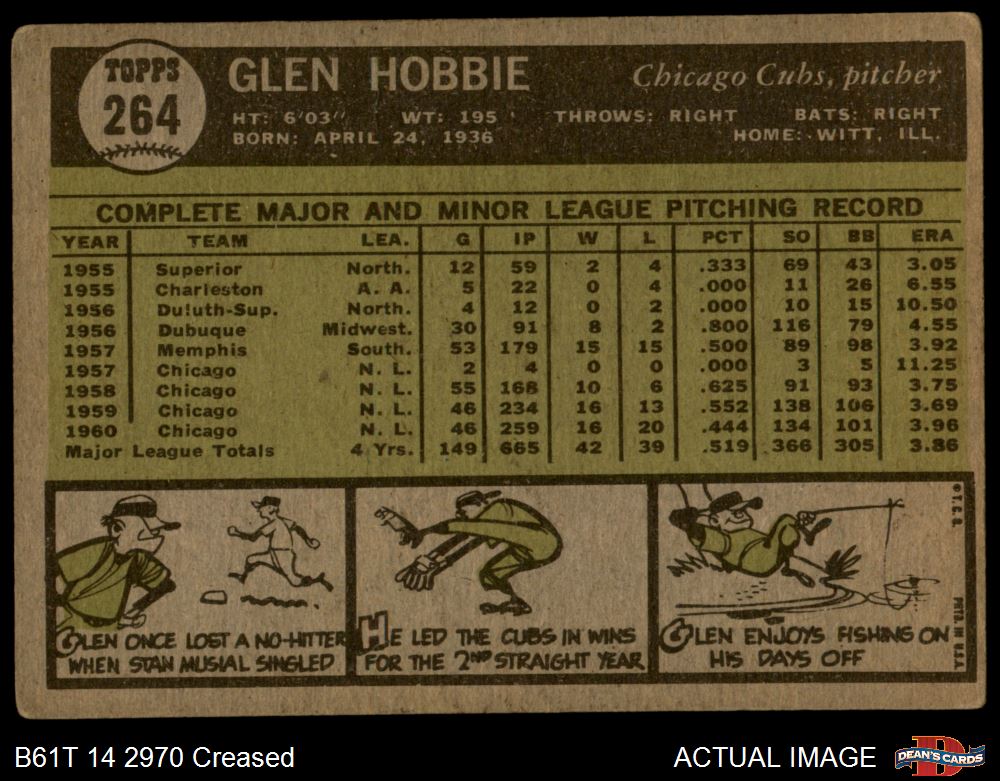 TOPPS
264
GLEN HOBBIE
Chicago Cubs, pitcher
HT: 6'03" WT: 195 THROWS: RIGHT BATS: RIGHT
BORN: APRIL 24, 1936 HOME: WITT, ILL.
COMPLETE MAJOR AND MINOR LEAGUE PITCHING RECORD
YEAR TEAM LEA. G IP W L PCT SO BB ERA
1955 Superior North. 12 59 2 4 .333 69 43 3.05
1955 Charleston A. A. 5 22 0 4 .000 11 26 6.55
1956 Duluth-Sup. North. 4 12 0 2 .000 10 15 10.50
1956 Dubuque Midwest. 30 91 8 2 .800 116 79 4.55
1957 Memphis South. 53 179 15 15 .500 89 98 3.92
1957 Chicago N. L. 2 4 0 0 .000 3 5 11.25
1958 Chicago N. L. 55 168 10 6 .625 91 93 3.75
1959 Chicago N. L. 46 234 16 13 .552 138 106 3.69
1960 Chicago N. L. 46 259 16 20 .444 134 101 3.96
Major League Totals 4 Yrs. 149 665 42 39 .519 366 305 3.86
GLEN ONCE LOST A NO-HITTER
WHEN STAN MUSIAL SINGLED
HE LED THE CUBS IN WINS
FOR THE 2ND STRAIGHT YEAR
GLEN ENJOYS FISHING ON
HIS DAYS OFF
© T. C. G.
PRTD. IN U.S.A.
B61T 14 2970 Creased
ACTUAL IMAGE
D
DEAN'S CARDS